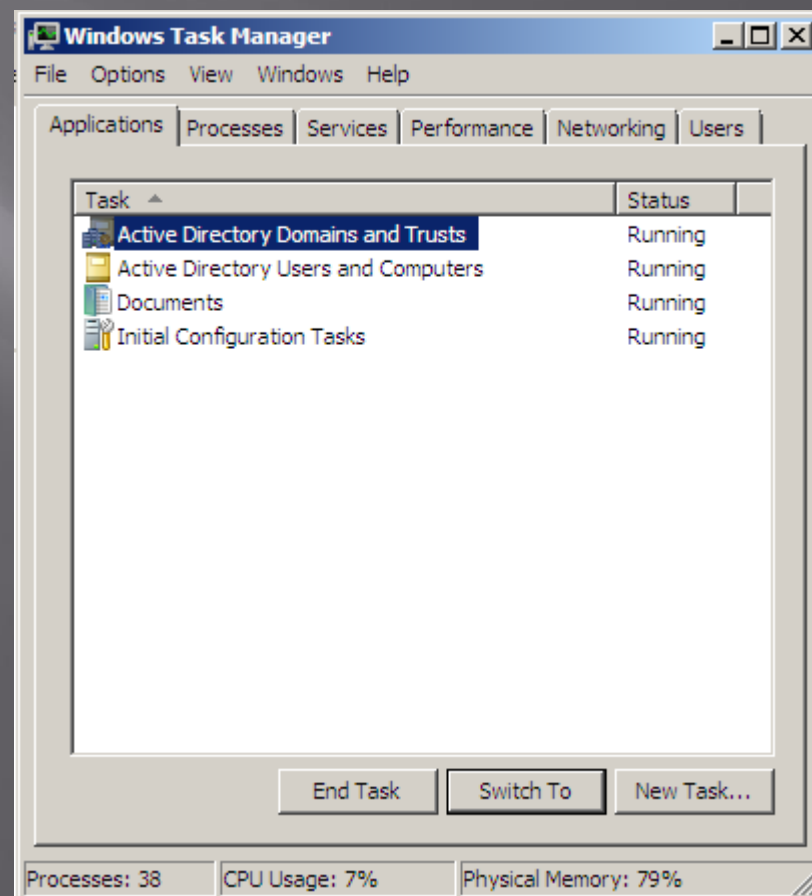 Windows Task Manager
File Options View Windows Help
Applications Processes Services Performance Networking Users
Task Status
Active Directory Domains and Trusts Running
Active Directory Users and Computers Running
Documents Running
Initial Configuration Tasks Running
End Task Switch To New Task...
Processes: 38 CPU Usage: 7% Physical Memory: 79%